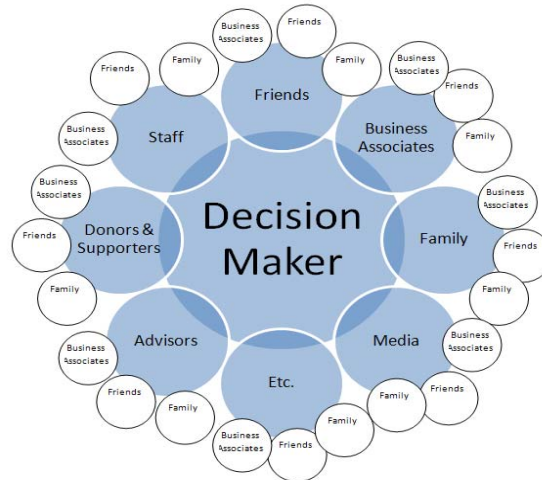 Decision
Maker
Friends
Business
Associates
Friends
Family
Business
Associates
Business
Associates
Friends
Family
Family
Business
Associates
Friends
Family
Media
Business
Associates
Friends
Family
Etc.
Family
Friends
Business
Associates
Advisors
Family
Friends
Business
Associates
Donors &
Supporters
Family
Friends
Business
Associates
Staff
Business
Associates
Friends
Family